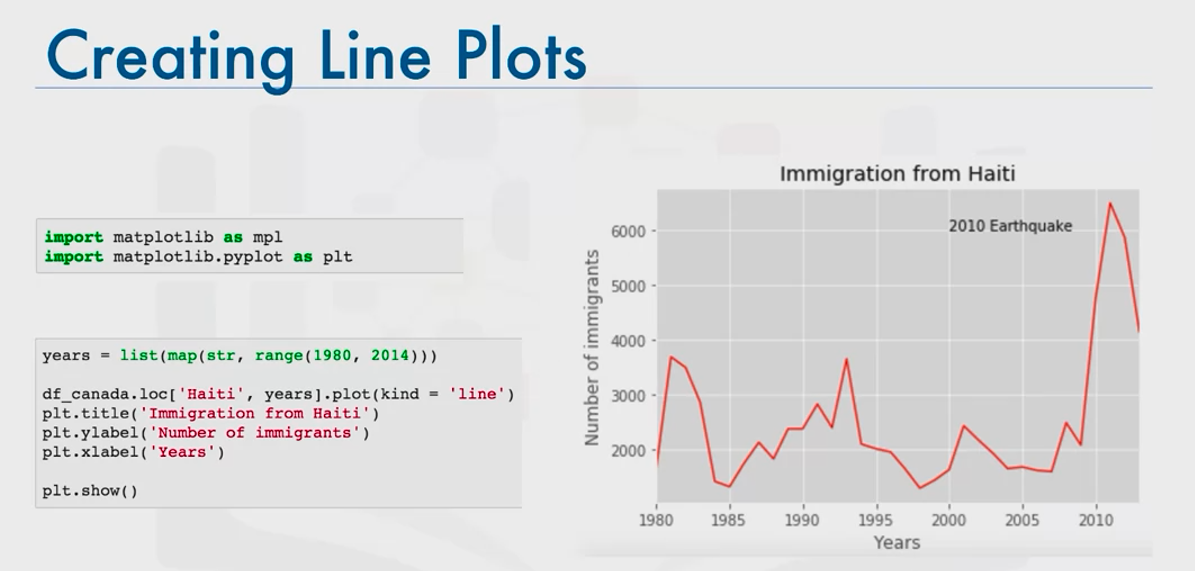 Creating Line Plots
import matplotlib as mpl
import matplotlib.pyplot as plt
years = list(map(str, range(1980, 2014)))
df_canada.loc['Haiti', years].plot(kind = 'line')
plt.title('Immigration from Haiti')
plt.ylabel('Number of immigrants')
plt.xlabel('Years')
plt.show()
Immigration from Haiti
2010 Earthquake
Number of immigrants
6000
5000
4000
3000
2000
1980 1985 1990 1995 2000 2005 2010
Years